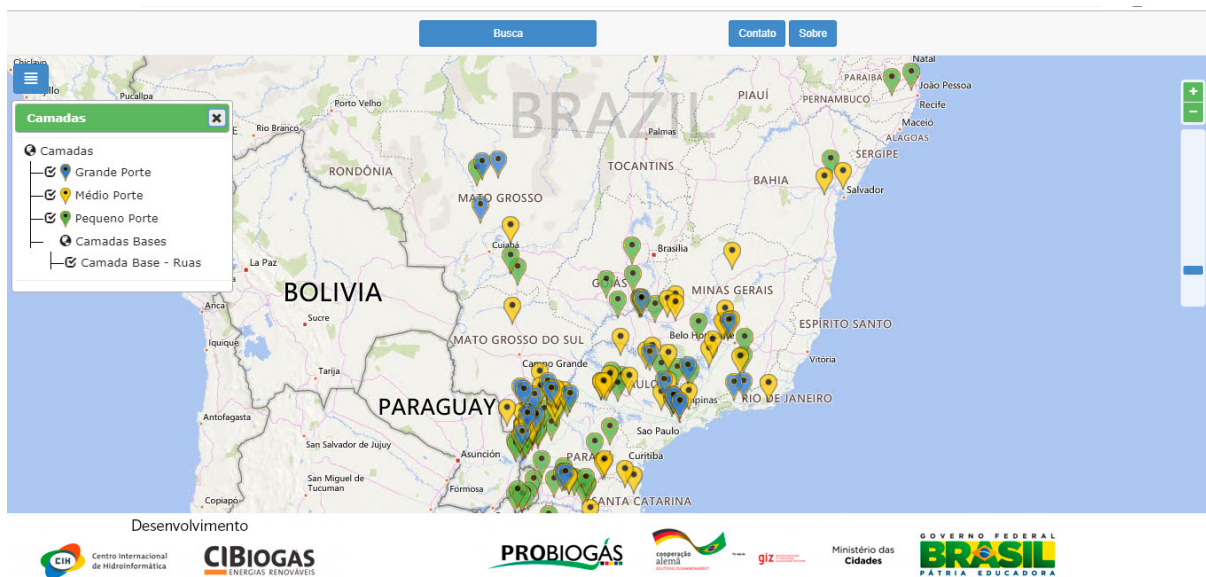 Busca
Contato
Sobre
Camadas
Camadas
Grande Porte
Médio Porte
Pequeno Porte
Camadas Bases
Camada Base - Ruas
Chiclayo
Pucallpa
Porto Velho
Rio Branco
BRAZIL
PIAUÍ
PARAIBA
Natal
João Pessoa
PERNAMBUCO
Recife
Maceió
ALAGOAS
SERGIPE
Palmas
TOCANTINS
RONDÔNIA
BAHIA
Salvador
MATO GROSSO
Cuiabá
Brasília
La Paz
GOIÁS
MINAS GERAIS
BOLIVIA
Arica
Sucre
ESPÍRITO SANTO
Belo Horizonte
Iquique
MATO GROSSO DO SUL
Vitória
Tarija
Campo Grande
PARAGUAY
RIO DE JANEIRO
Antofagasta
Sao Paulo
San Salvador de Jujuy
Asunción
Curitiba
San Miguel de
Tucuman
Formosa
Copiapó
SANTA CATARINA
Desenvolvimento
CIH
Centro Internacional
de Hidroinformática
CIBIOGAS
ENERGIAS RENOVÁVEIS
PROBIOGÁS
cooperação
alemã
DEUTSCHE ZUSAMMENARBEIT
giz
Ministério das
Cidades
GOVERNO FEDERAL
BRASIL
PÁTRIA EDUCADORA